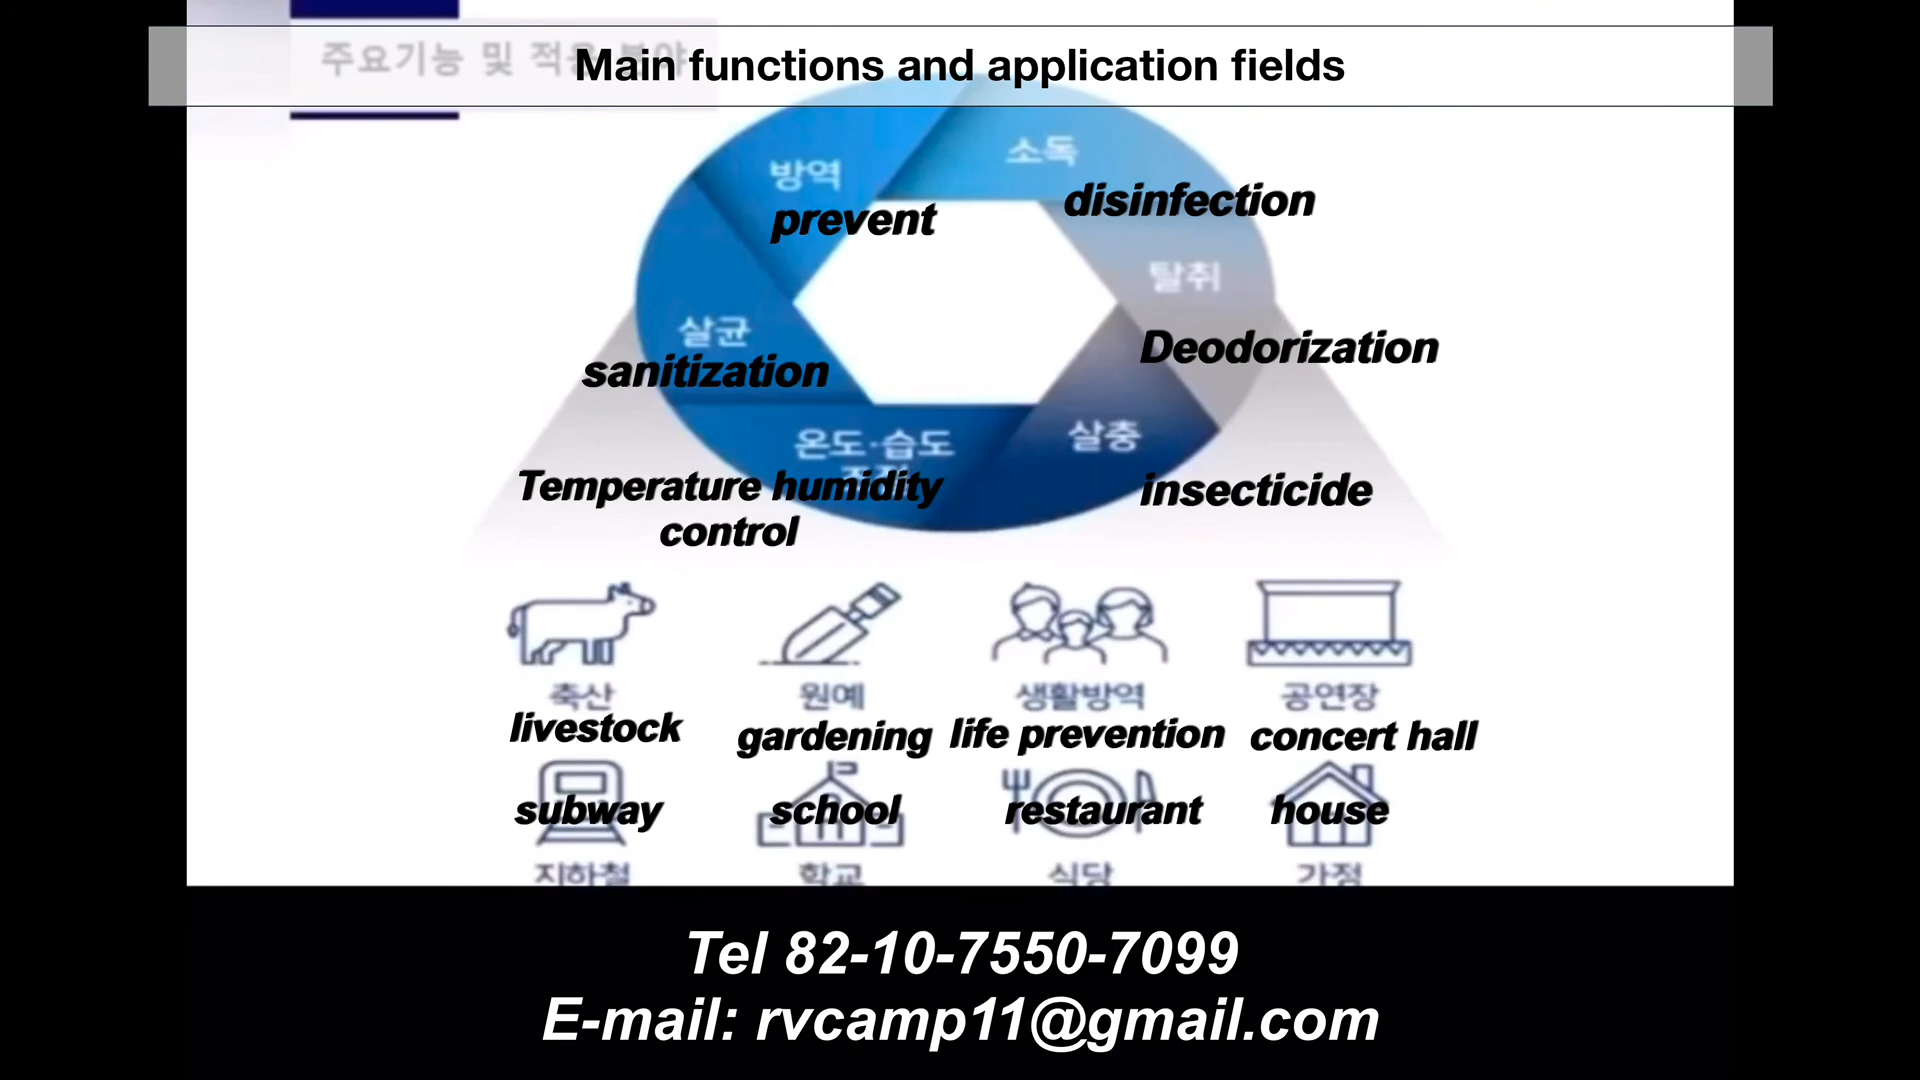 주요기능 및 적용 분야
Main functions and application fields
방역
prevent
소독
disinfection
탈취
Deodorization
살균
sanitization
온도·습도
Temperature humidity
control
살충
insecticide
축산
원예
생활방역
공연장
livestock
gardening
life prevention
concert hall
subway
school
restaurant
house
지하철
학교
식당
가정
Tel 82-10-7550-7099
E-mail: rvcamp11@gmail.com